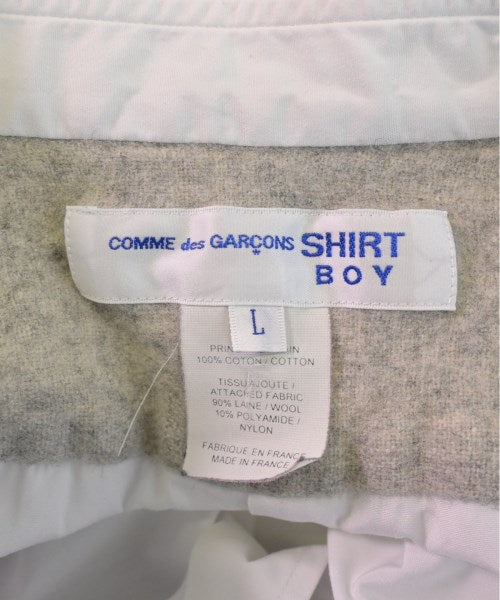 COMME des GARÇONS SHIRT
BOY
L
100% COTON / COTTON
TISSU AJOUTE /
ATTACHED FABRIC
90% LAINE / WOOL
10% POLYAMIDE /
NYLON
FABRIQUE EN FRANCE
MADE IN FRANCE